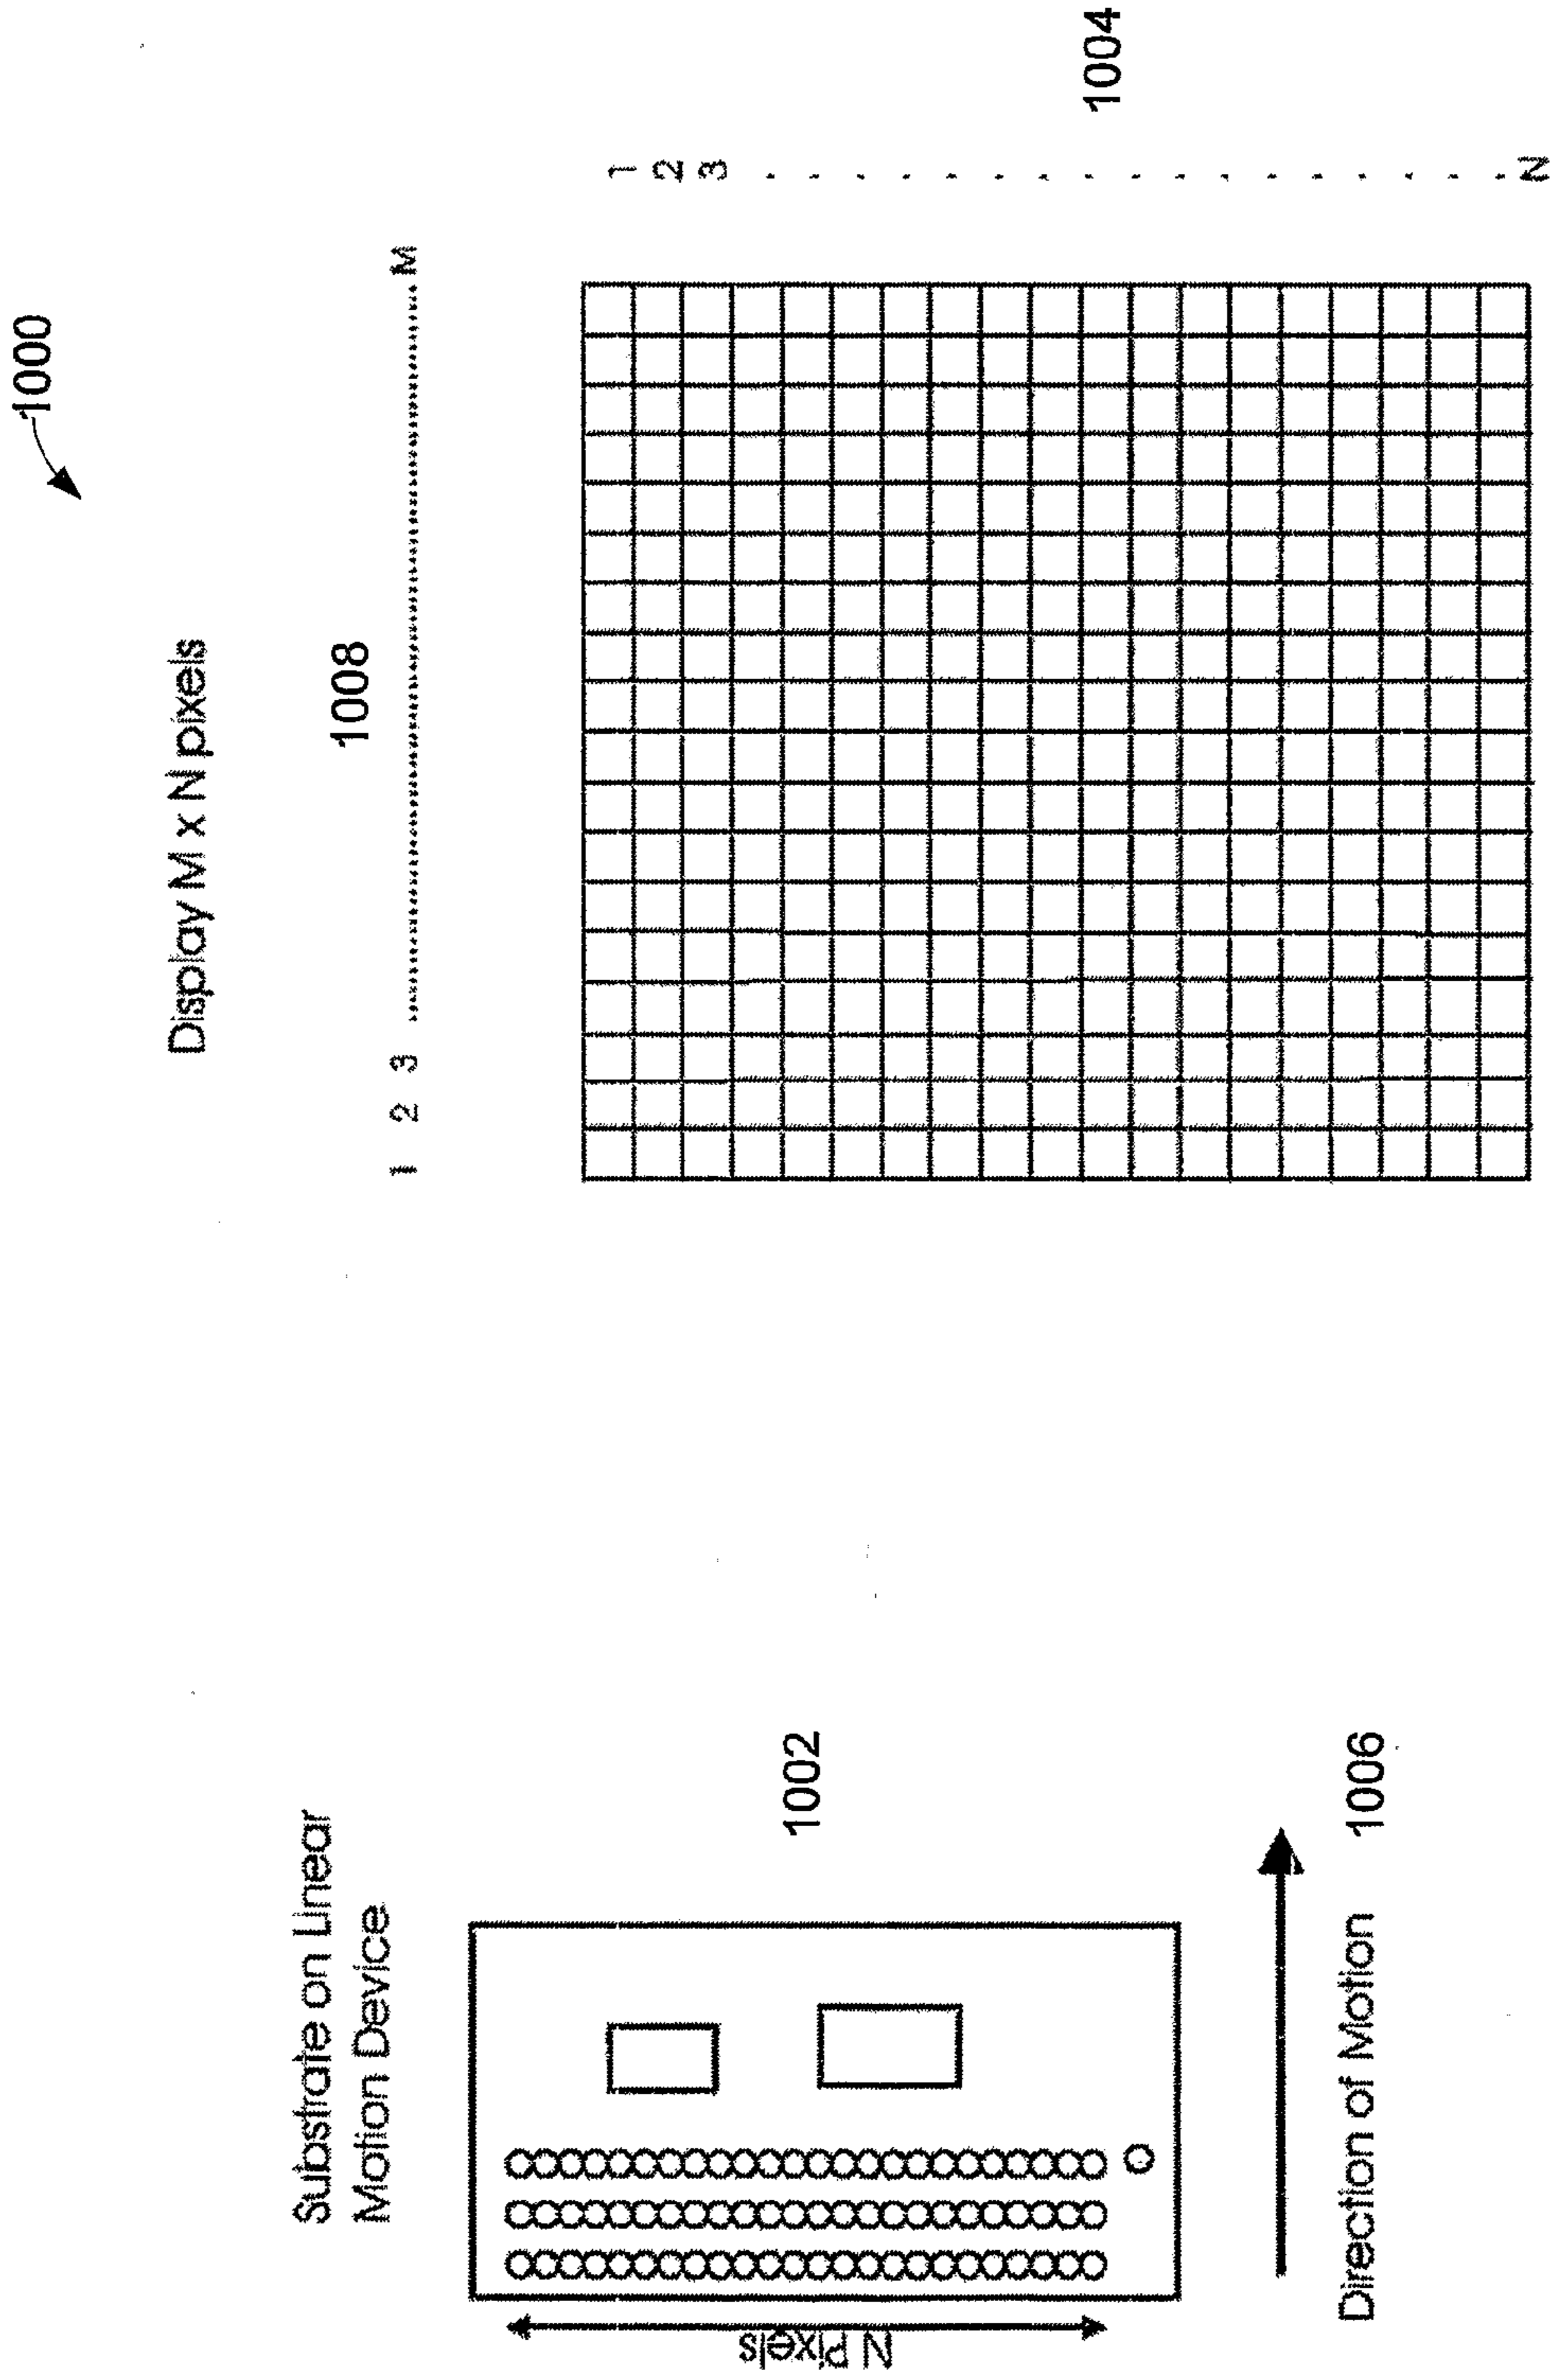 1000
Display M x N pixels
1008
1 2 3 M
1
2
3
N
1004
Substrate on Linear
Motion Device
1002
N Pixels
Direction of Motion
1006